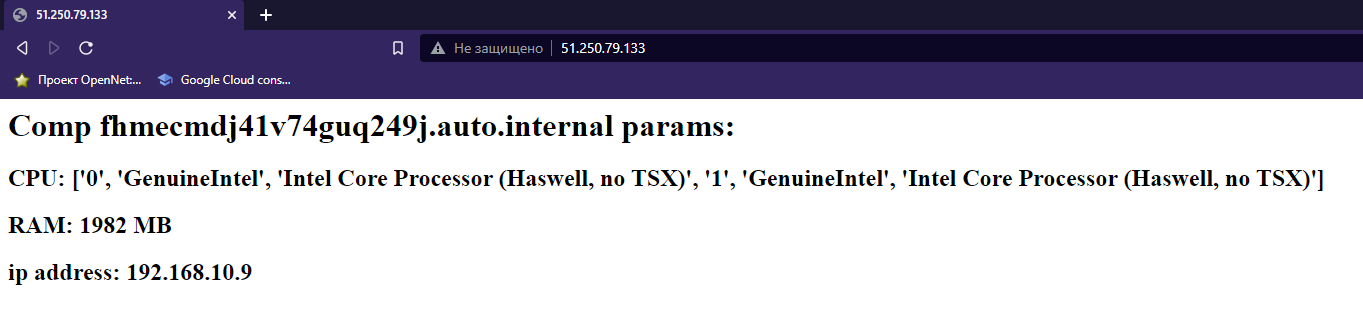 51.250.79.133
Не защищено 51.250.79.133
Проект OpenNet:... Google Cloud cons...
Comp fhmecmdj41v74guq249j.auto.internal params:
CPU: ['0', 'GenuineIntel', 'Intel Core Processor (Haswell, no TSX)', '1', 'GenuineIntel', 'Intel Core Processor (Haswell, no TSX)']
RAM: 1982 MB
ip address: 192.168.10.9